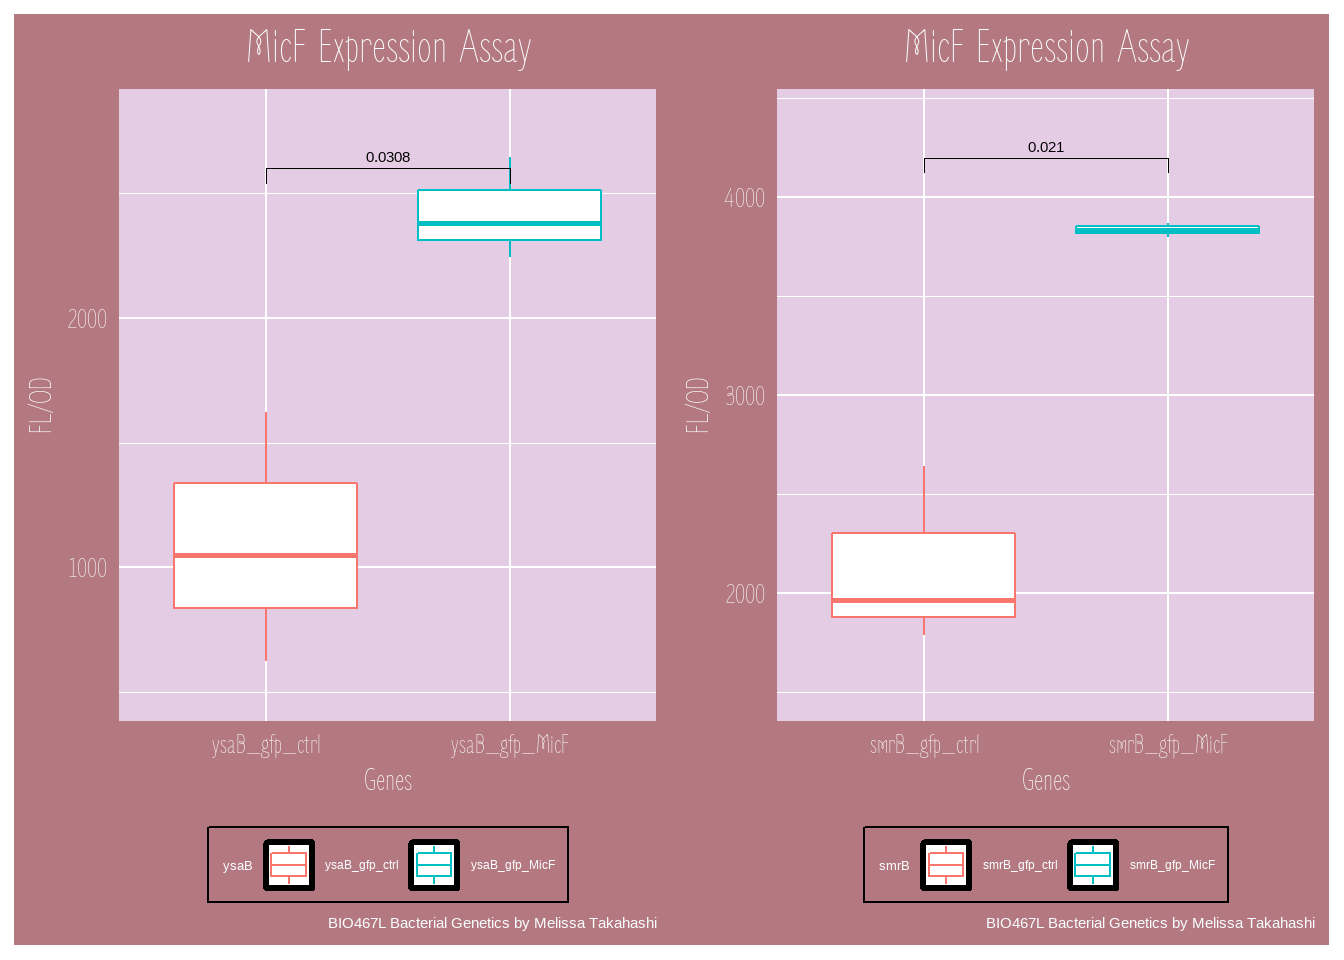 MicF Expression Assay
0.0308
2000
1000
FL/OD
ysaB_gfp_ctrl
ysaB_gfp_MicF
Genes
ysaB
ysaB_gfp_ctrl
ysaB_gfp_MicF
BIO467L Bacterial Genetics by Melissa Takahashi
MicF Expression Assay
0.021
4000
3000
2000
FL/OD
smrB_gfp_ctrl
smrB_gfp_MicF
Genes
smrB
smrB_gfp_ctrl
smrB_gfp_MicF
BIO467L Bacterial Genetics by Melissa Takahashi